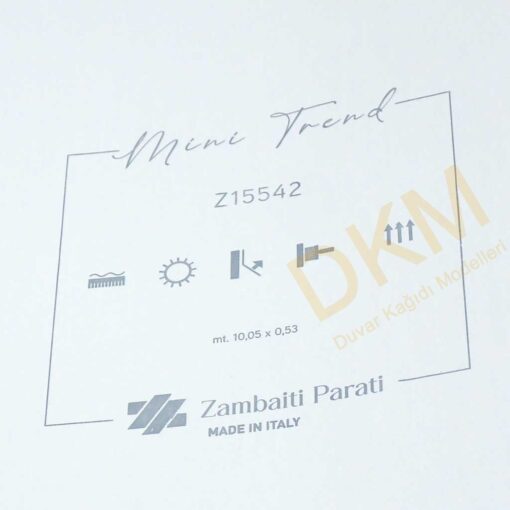 Mini Trend
Z15542
mt. 10,05 x 0,53
Zambaiti Parati
MADE IN ITALY
DKM
Duvar Kağıdı Modelleri